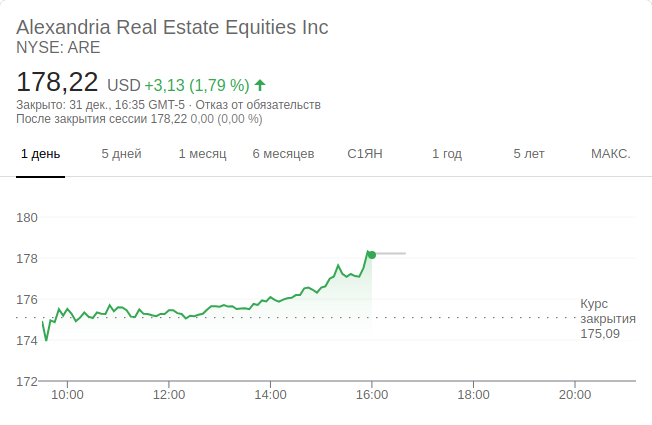 Alexandria Real Estate Equities Inc
NYSE: ARE
178,22 USD +3,13 (1,79 %)
Закрыто: 31 дек., 16:35 GMT-5 · Отказ от обязательств
После закрытия сессии 178,22 0,00 (0,00 %)
1 день 5 дней 1 месяц 6 месяцев С1ЯН 1 год 5 лет МАКС.
180
178
176
Курс
закрытия
175,09
174
172
10:00 12:00 14:00 16:00 18:00 20:00